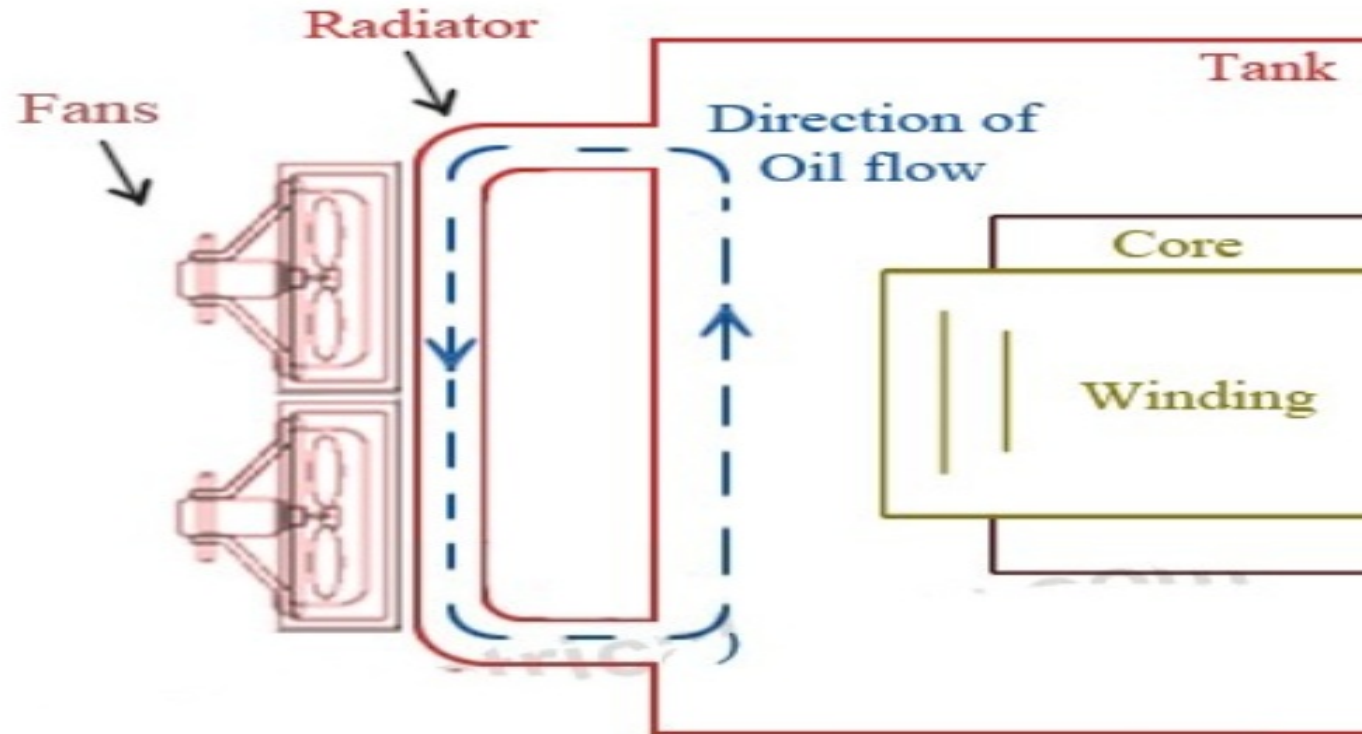 Radiator
Tank
Fans
Direction of
Oil flow
Core
Winding